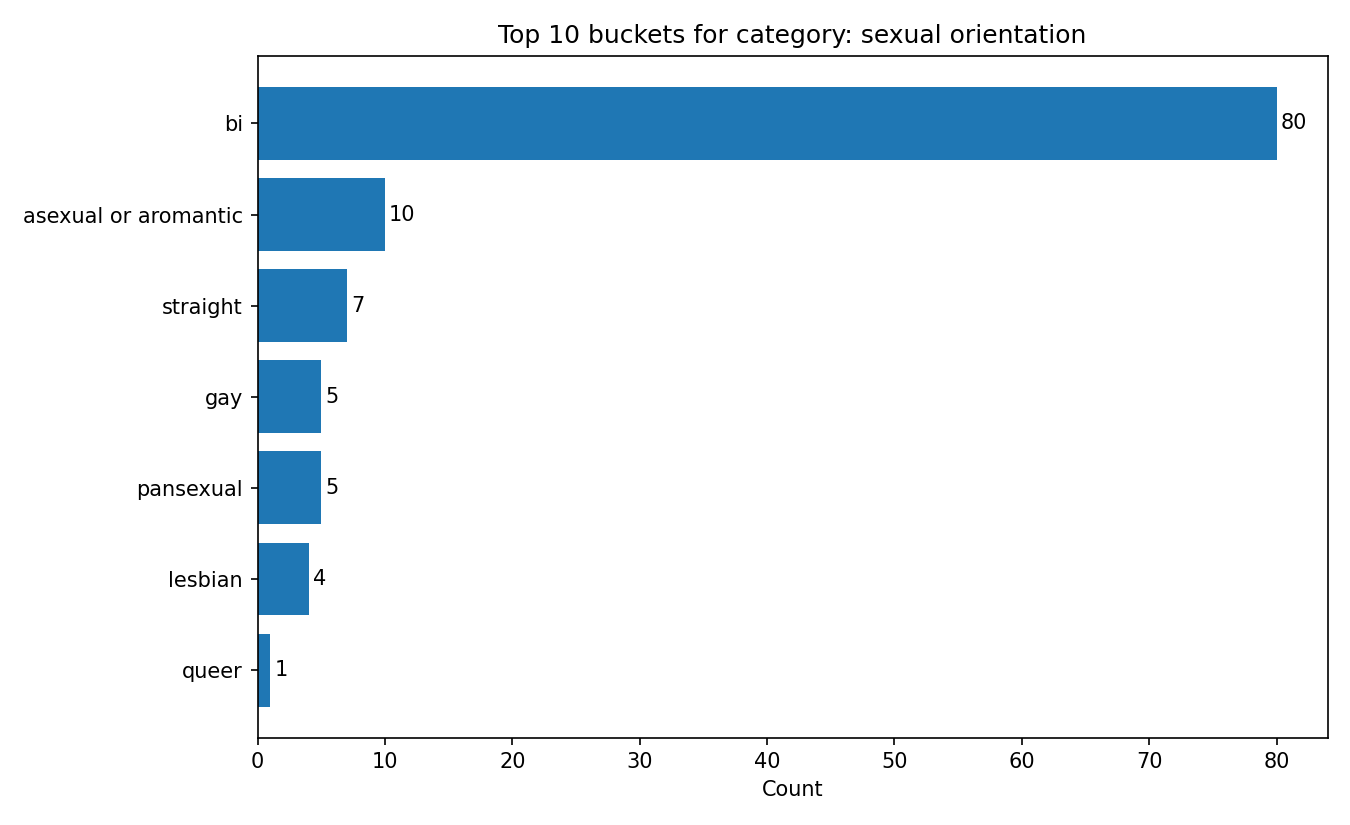 Top 10 buckets for category: sexual orientation
bi
80
asexual or aromantic
10
straight
7
gay
5
pansexual
5
lesbian
4
queer
1
0 10 20 30 40 50 60 70 80
Count